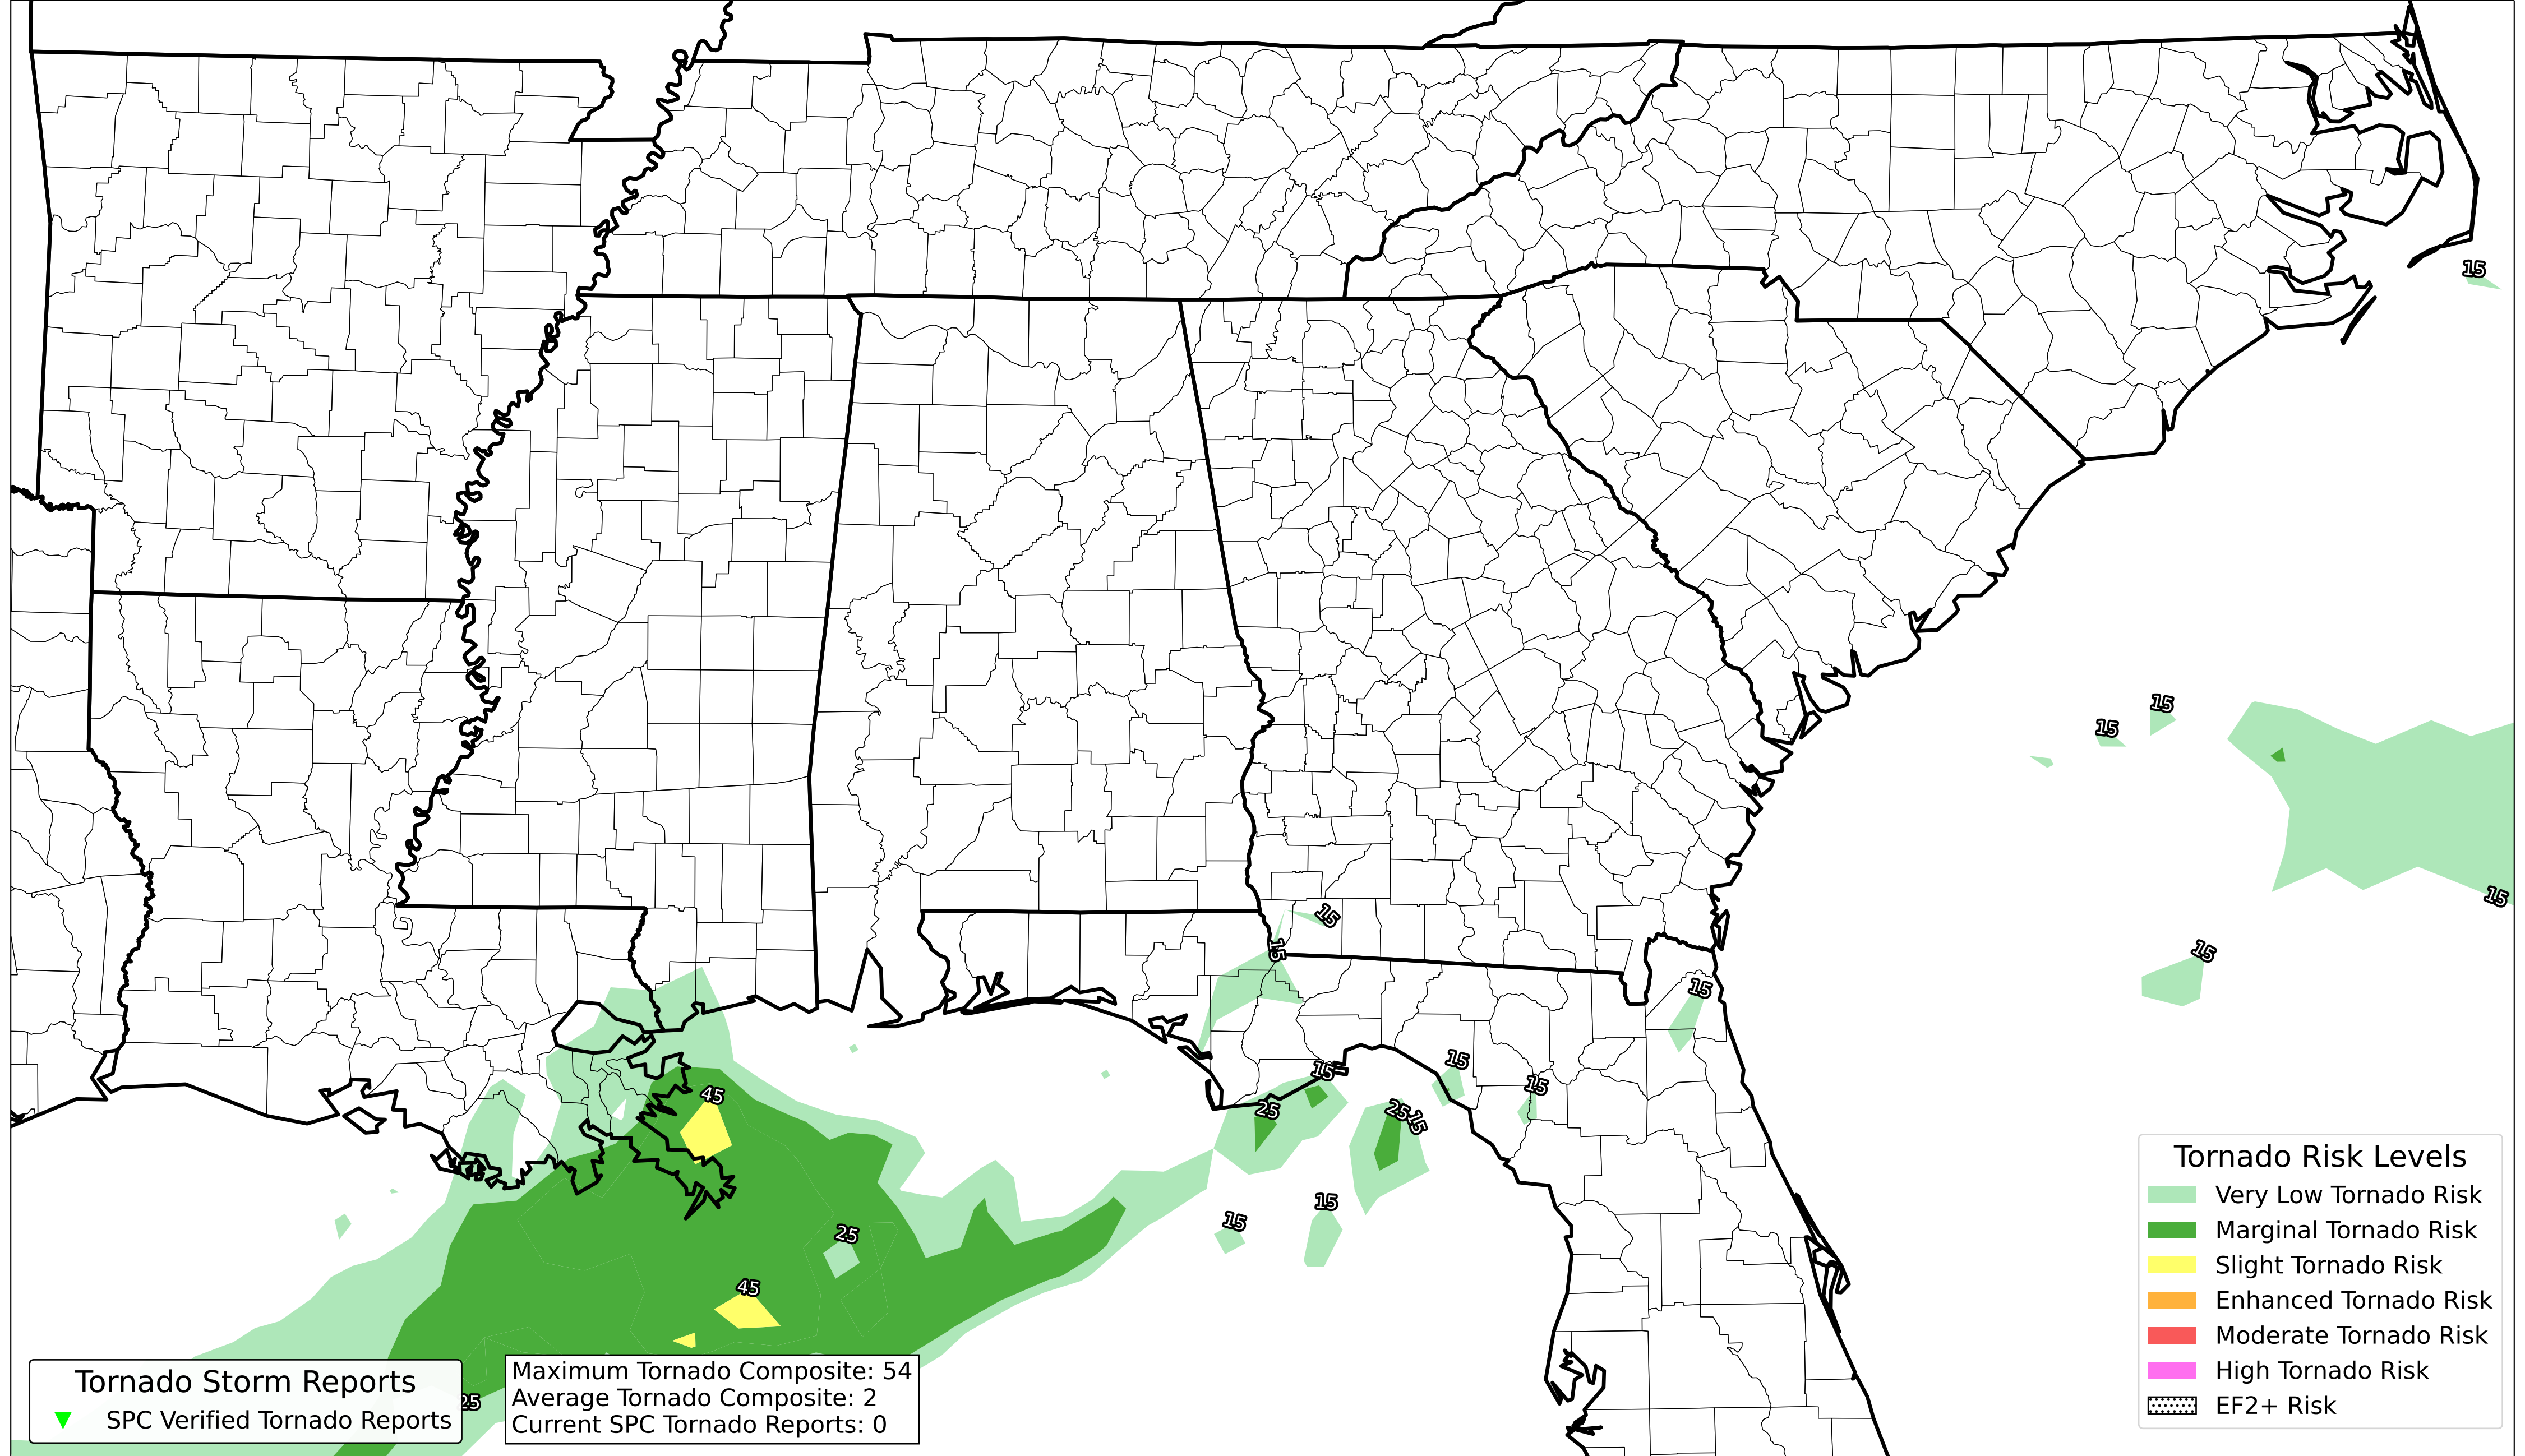 15
15
15
15
15
15
15
15
15
15
15
25
25
15
45
15
15
25
45
25
Tornado Risk Levels
Very Low Tornado Risk
Marginal Tornado Risk
Slight Tornado Risk
Enhanced Tornado Risk
Moderate Tornado Risk
High Tornado Risk
EF2+ Risk
Tornado Storm Reports
SPC Verified Tornado Reports
Maximum Tornado Composite: 54
Average Tornado Composite: 2
Current SPC Tornado Reports: 0